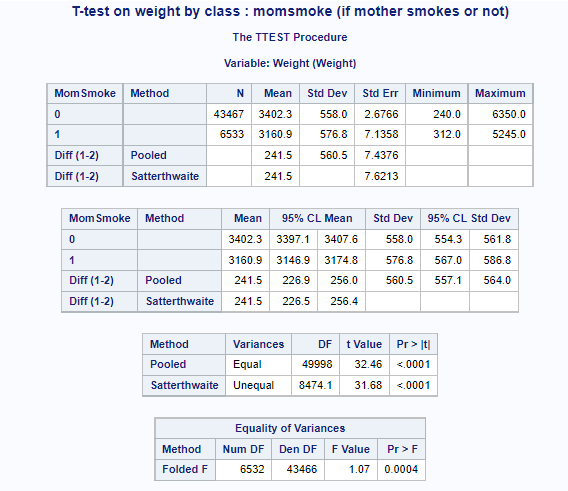 T-test on weight by class : momsmoke (if mother smokes or not)
The TTEST Procedure
Variable: Weight (Weight)
MomSmoke Method N Mean Std Dev Std Err Minimum Maximum
0 43467 3402.3 558.0 2.6766 240.0 6350.0
1 6533 3160.9 576.8 7.1358 312.0 5245.0
Diff (1-2) Pooled 241.5 560.5 7.4376
Diff (1-2) Satterthwaite 241.5 7.6213
MomSmoke Method Mean 95% CL Mean Std Dev 95% CL Std Dev
0 3402.3 3397.1 3407.6 558.0 554.3 561.8
1 3160.9 3146.9 3174.8 576.8 567.0 586.8
Diff (1-2) Pooled 241.5 226.9 256.0 560.5 557.1 564.0
Diff (1-2) Satterthwaite 241.5 226.5 256.4
Method Variances DF t Value Pr > |t|
Pooled Equal 49998 32.46 <.0001
Satterthwaite Unequal 8474.1 31.68 <.0001
Equality of Variances
Method Num DF Den DF F Value Pr > F
Folded F 6532 43466 1.07 0.0004